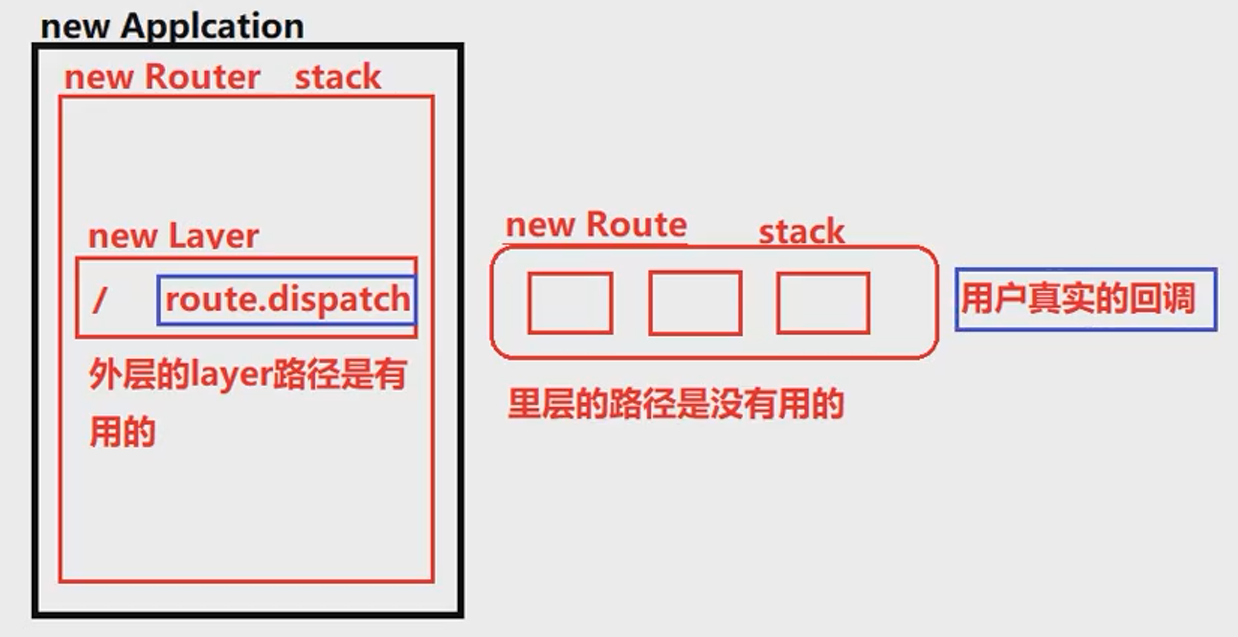 new Applcation
new Router stack
new Layer
/ route.dispatch
外层的layer路径是有
用的
new Route stack
用户真实的回调
里层的路径是没有用的